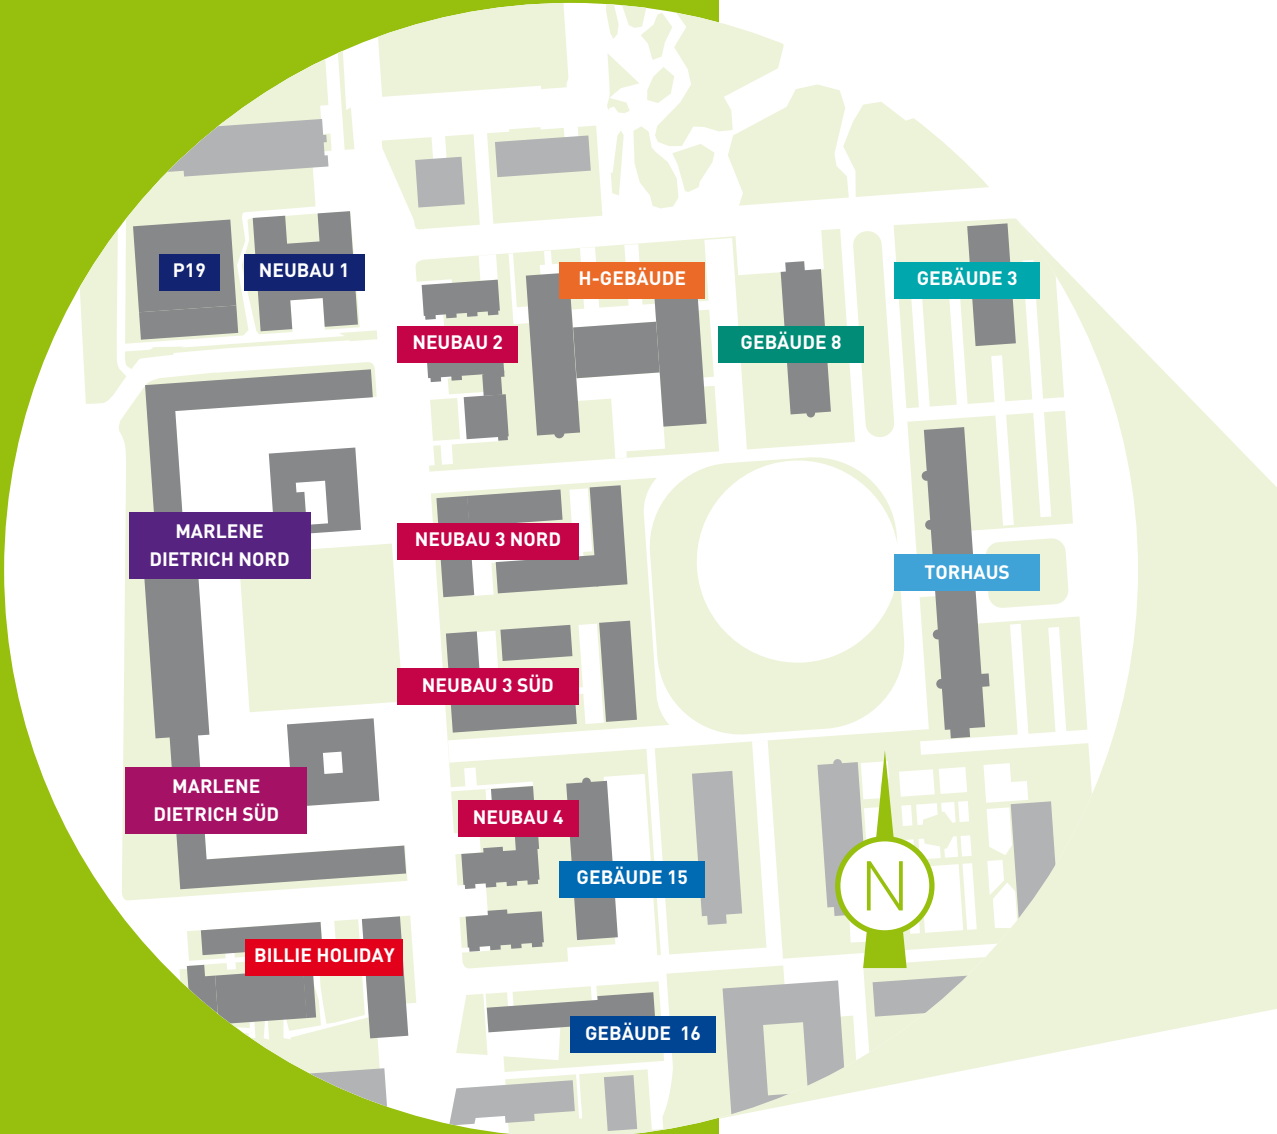 P19
NEUBAU 1
H-GEBÄUDE
GEBÄUDE 3
NEUBAU 2
GEBÄUDE 8
MARLENE
DIETRICH NORD
NEUBAU 3 NORD
TORHAUS
NEUBAU 3 SÜD
MARLENE
DIETRICH SÜD
NEUBAU 4
GEBÄUDE 15
N
BILLIE HOLIDAY
GEBÄUDE 16